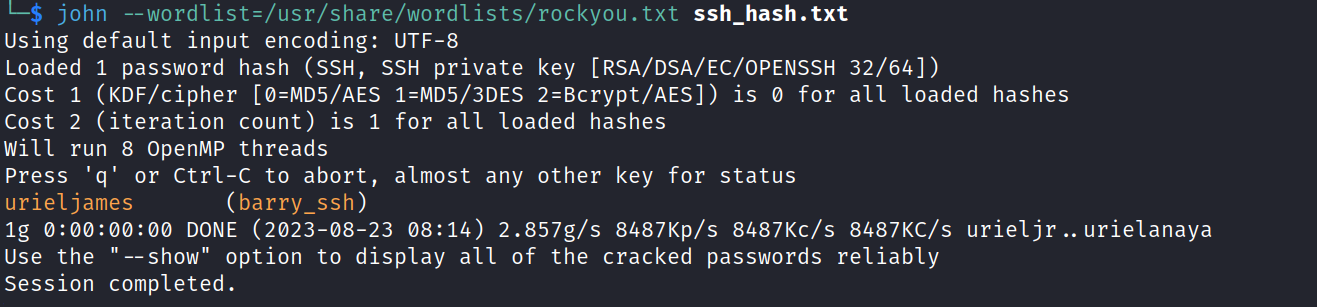 └─$ john --wordlist=/usr/share/wordlists/rockyou.txt ssh_hash.txt
Using default input encoding: UTF-8
Loaded 1 password hash (SSH, SSH private key [RSA/DSA/EC/OPENSSH 32/64])
Cost 1 (KDF/cipher [0=MD5/AES 1=MD5/3DES 2=Bcrypt/AES]) is 0 for all loaded hashes
Cost 2 (iteration count) is 1 for all loaded hashes
Will run 8 OpenMP threads
Press 'q' or Ctrl-C to abort, almost any other key for status
urieljames       (barry_ssh)
1g 0:00:00:00 DONE (2023-08-23 08:14) 2.857g/s 8487Kp/s 8487Kc/s 8487KC/s urieljr..urielanaya
Use the "--show" option to display all of the cracked passwords reliably
Session completed.